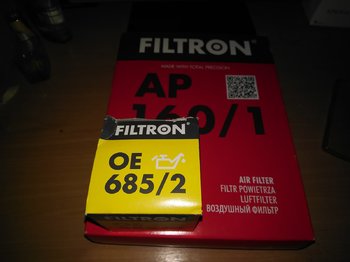 FILTRON
MADE WITH TOTAL PRECISION
AP
160/1
FILTRON
OE
685/2
AIR FILTER
FILTR POWIETRZA
LUFTFILTER
ВОЗДУШНЫЙ ФИЛЬТР